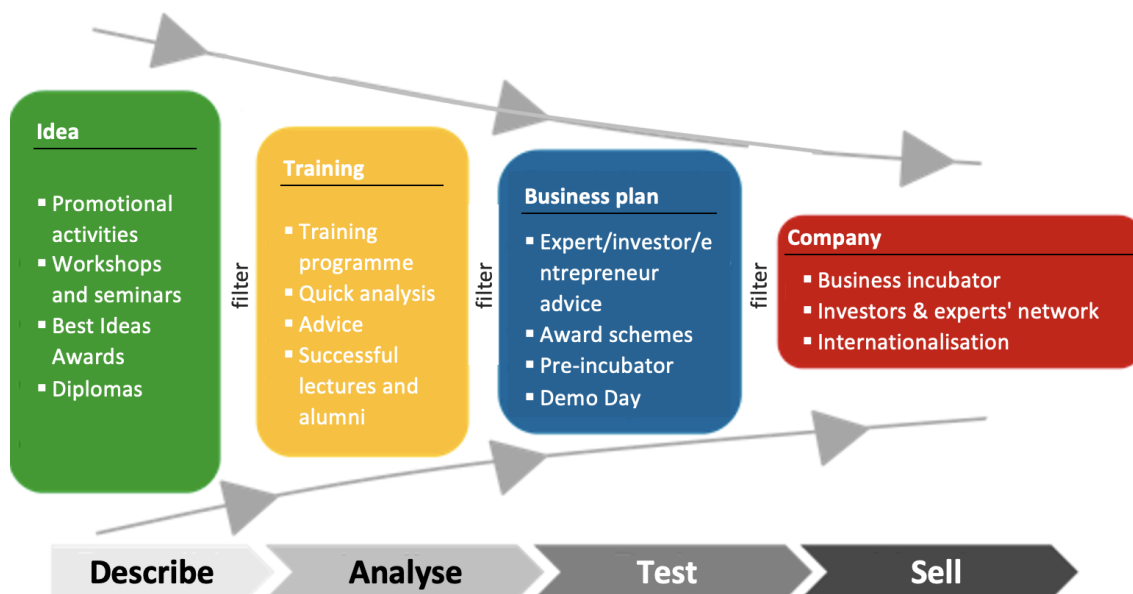 Idea
▪ Promotional
activities
▪ Workshops
and seminars
▪ Best Ideas
Awards
▪ Diplomas
filter
Training
▪ Training
programme
▪ Quick analysis
▪ Advice
▪ Successful
lectures and
alumni
filter
Business plan
▪ Expert/investor/e
ntrepreneur
advice
▪ Award schemes
▪ Pre-incubator
▪ Demo Day
filter
Company
▪ Business incubator
▪ Investors & experts' network
▪ Internationalisation
Describe
Analyse
Test
Sell